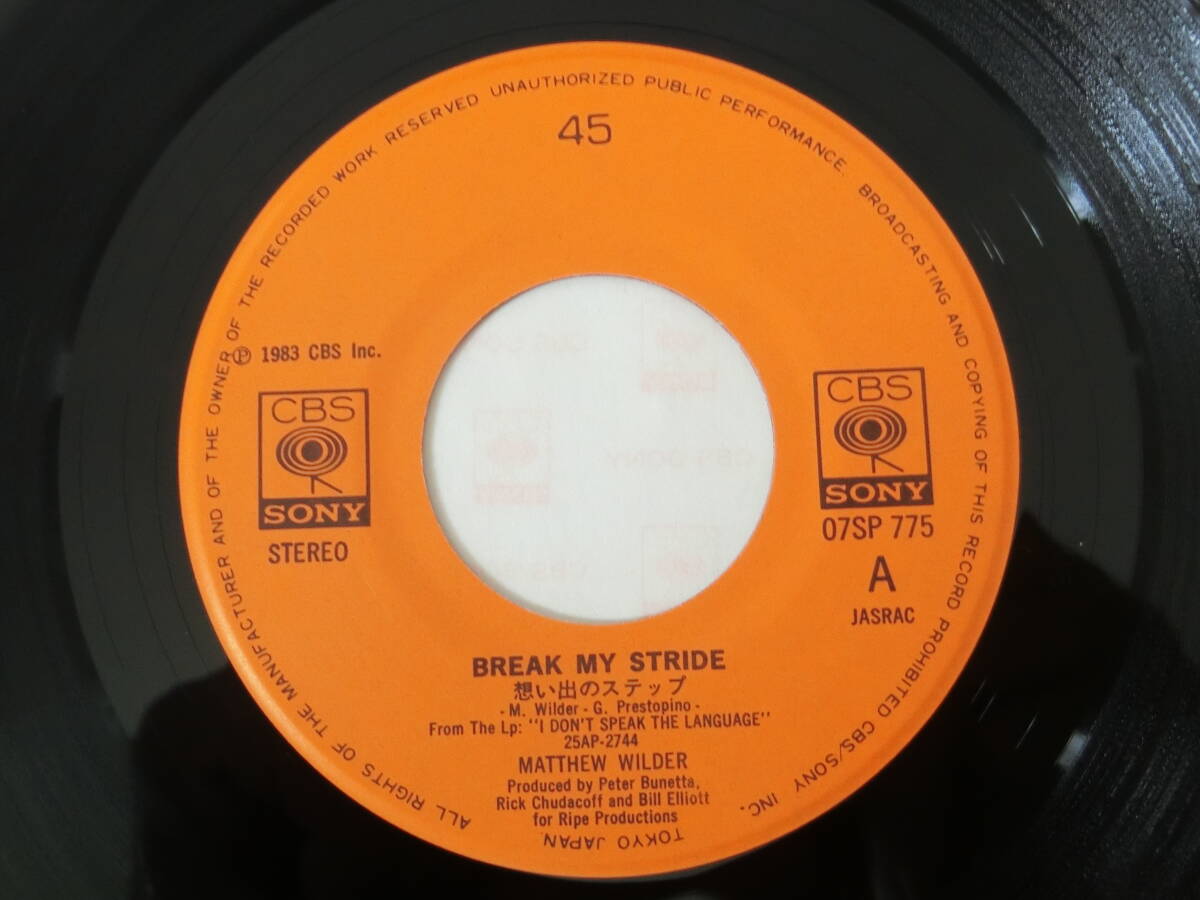 ALL RIGHTS OF THE MANUFACTURER AND OF THE OWNER OF THE RECORDED WORK RESERVED UNAUTHORIZED PUBLIC PERFORMANCE. BROADCASTING AND COPYING OF THIS RECORD PROHIBITED CBS/SONY INC.
TOKYO JAPAN
45
Ⓟ 1983 CBS Inc.
CBS
SONY
STEREO
CBS
SONY
07SP 775
A
JASRAC
BREAK MY STRIDE
想い出のステップ
- M. Wilder - G. Prestopino -
From The Lp: "I DON'T SPEAK THE LANGUAGE"
25AP-2744
MATTHEW WILDER
Produced by Peter Bunetta,
Rick Chudacoff and Bill Elliott
for Ripe Productions